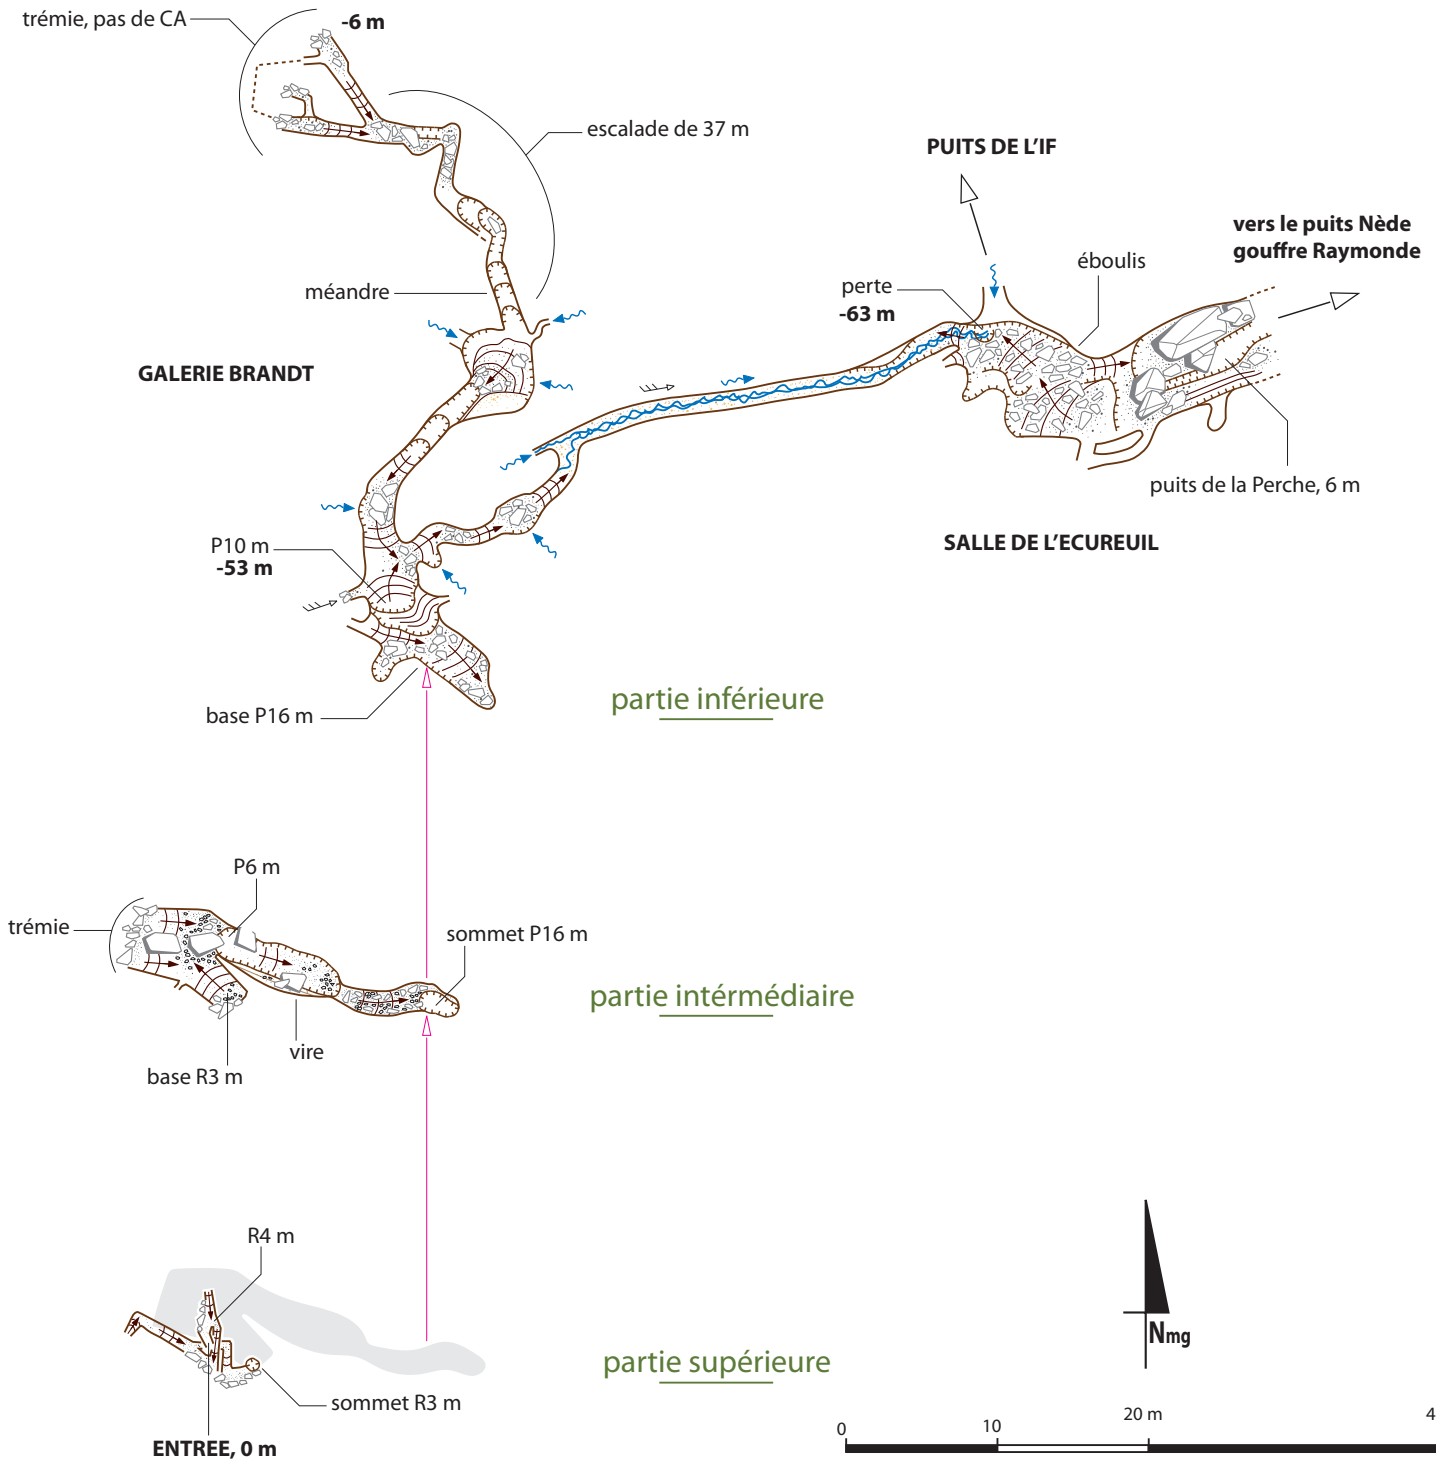 trémie, pas de CA
-6 m
escalade de 37 m
PUITS DE L'IF
vers le puits Nède
gouffre Raymonde
éboulis
perte
-63 m
méandre
GALERIE BRANDT
puits de la Perche, 6 m
SALLE DE L'ECUREUIL
P10 m
-53 m
base P16 m
partie inférieure
P6 m
trémie
sommet P16 m
partie intérmédiaire
vire
base R3 m
R4 m
partie supérieure
sommet R3 m
ENTREE, 0 m
Nmg
0 10 20 m 4